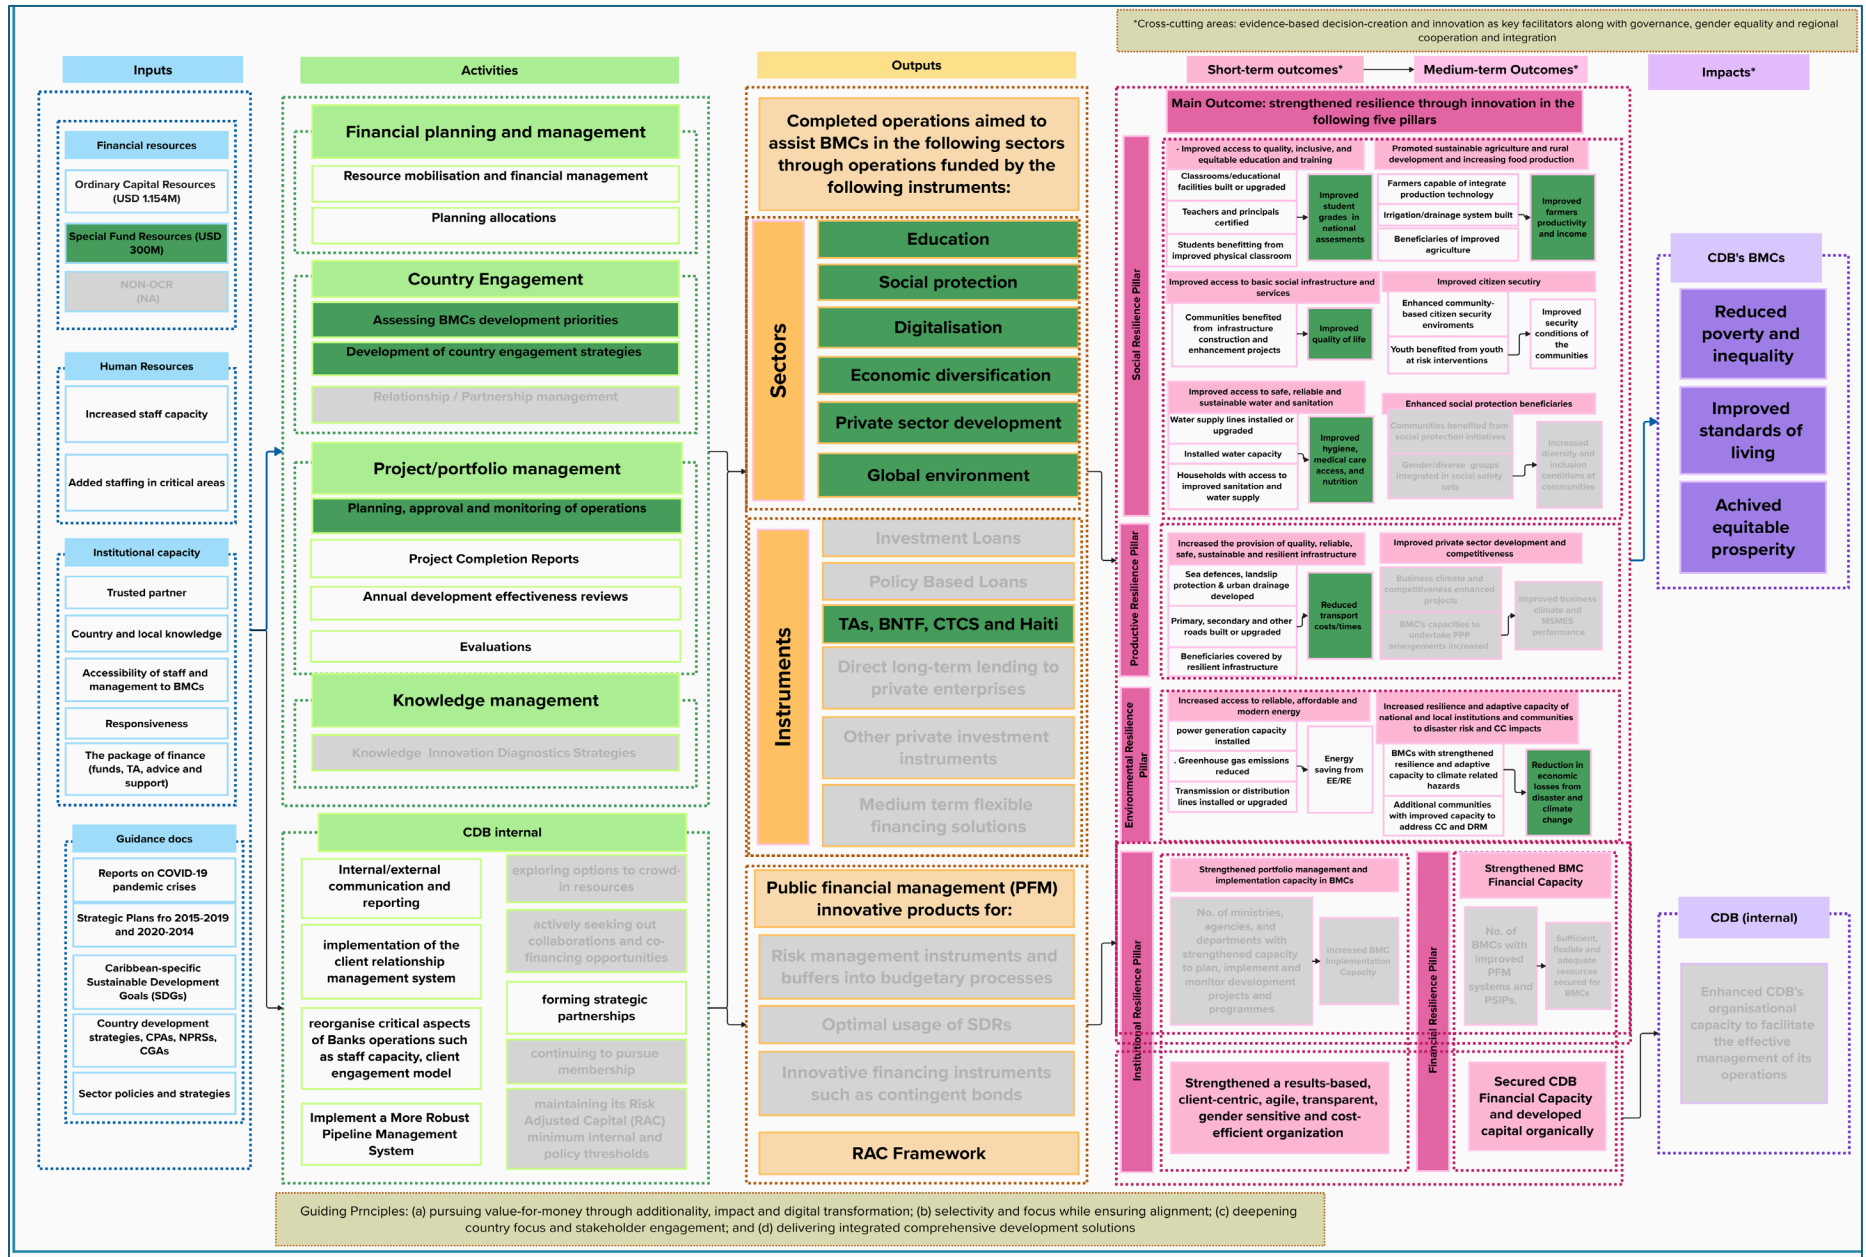 *Cross-cutting areas: evidence-based decision-creation and innovation as key facilitators along with governance, gender equality and regional
cooperation and integration
Inputs
Financial resources
Ordinary Capital Resources
(USD 1.154M)
Special Fund Resources (USD
300M)
NON-OCR
(NA)
Human Resources
Increased staff capacity
Added staffing in critical areas
Institutional capacity
Trusted partner
Country and local knowledge
Accessibility of staff and
management to BMCs
Responsiveness
The package of finance
(funds, TA, advice and
support)
Guidance docs
Reports on COVID-19
pandemic crises
Strategic Plans fro 2015-2019
and 2020-2014
Caribbean-specific
Sustainable Development
Goals (SDGs)
Country development
strategies, CPAs, NPRSs,
CGAs
Sector policies and strategies
Activities
Financial planning and management
Resource mobilisation and financial management
Planning allocations
Country Engagement
Assessing BMCs development priorities
Development of country engagement strategies
Relationship / Partnership management
Project/portfolio management
Planning, approval and monitoring of operations
Project Completion Reports
Annual development effectiveness reviews
Evaluations
Knowledge management
Knowledge Innovation Diagnostics Strategies
CDB internal
Internal/external
communication and
reporting
implementation of the
client relationship
management system
reorganise critical aspects
of Banks operations such
as staff capacity, client
engagement model
Implement a More Robust
Pipeline Management
System
exploring options to crowd-
in resources
actively seeking out
collaborations and co-
financing opportunities
forming strategic
partnerships
continuing to pursue
membership
maintaining its Risk
Adjusted Capital (RAC)
minimum internal and
policy thresholds
Outputs
Completed operations aimed to
assist BMCs in the following sectors
through operations funded by the
following instruments:
Sectors
Education
Social protection
Digitalisation
Economic diversification
Private sector development
Global environment
Instruments
Investment Loans
Policy Based Loans
TAs, BNTF, CTCS and Haiti
Direct long-term lending to
private enterprises
Other private investment
instruments
Medium term flexible
financing solutions
Public financial management (PFM)
innovative products for:
Risk management instruments and
buffers into budgetary processes
Optimal usage of SDRs
Innovative financing instruments
such as contingent bonds
RAC Framework
Short-term outcomes*
Medium-term Outcomes*
Main Outcome: strengthened resilience through innovation in the
following five pillars
Social Resilience Pillar
- Improved access to quality, inclusive, and
equitable education and training
Classrooms/educational
facilities built or upgraded
Teachers and principals
certified
Students benefitting from
improved physical classroom
Improved
student
grades in
national
assesments
Promoted sustainable agriculture and rural
development and increasing food production
Farmers capable of integrate
production technology
Irrigation/drainage system built
Beneficiaries of improved
agriculture
Improved
farmers
productivity
and income
Improved access to basic social infrastructure and
services
Communities benefited
from infrastructure
construction and
enhancement projects
Improved
quality of life
Improved citizen secutiry
Enhanced community-
based citizen security
enviroments
Youth benefited from youth
at risk interventions
Improved
security
conditions of
the
communities
Improved access to safe, reliable and
sustainable water and sanitation
Water supply lines installed or
upgraded
Installed water capacity
Households with access to
improved sanitation and
water supply
Improved
hygiene,
medical care
access, and
nutrition
Enhanced social protection beneficiaries
Communities benefited from
social protection initiatives
Gender/diverse groups
integrated in social safety
nets
Increased
diversity and
inclusion
conditions of
communities
Productive Resilience Pillar
Increased the provision of quality, reliable,
safe, sustainable and resilient infrastructure
Sea defences, landslip
protection & urban drainage
developed
Primary, secondary and other
roads built or upgraded
Beneficiaries covered by
resilient infrastructure
Reduced
transport
costs/times
Improved private sector development and
competitiveness
Business climate and
competitiveness enhanced
projects
BMC's capacities to
undertake PPP
arrangements increased
Improved business
climate and
MSMES
performance
Environmental Resilience
Pillar
Increased access to reliable, affordable and
modern energy
power generation capacity
installed
. Greenhouse gas emissions
reduced
Transmission or distribution
lines installed or upgraded
Energy
saving from
EE/RE
Increased resilience and adaptive capacity of
national and local institutions and communities
to disaster risk and CC impacts
BMCs with strengthened
resilience and adaptive
capacity to climate related
hazards
Additional communities
with improved capacity to
address CC and DRM
Reduction in
economic
losses from
disaster and
climate
change
Institutional Resilience Pillar
Strengthened portfolio management and
implementation capacity in BMCs
No. of ministries,
agencies, and
departments with
strengthened capacity
to plan, implement and
monitor development
projects and
programmes
Increased BMC
Implementation
Capacity
Strengthened a results-based,
client-centric, agile, transparent,
gender sensitive and cost-
efficient organization
Financial Resilience Pillar
Strengthened BMC
Financial Capacity
No. of
BMCs with
improved
PFM
systems and
PSIPs.
Sufficient,
flexible and
adequate
resources
secured for
BMCs
Secured CDB
Financial Capacity
and developed
capital organically
Impacts*
CDB's BMCs
Reduced
poverty and
inequality
Improved
standards of
living
Achived
equitable
prosperity
CDB (internal)
Enhanced CDB's
organisational
capacity to facilitate
the effective
management of its
operations
Guiding Prnciples: (a) pursuing value-for-money through additionality, impact and digital transformation; (b) selectivity and focus while ensuring alignment; (c) deepening
country focus and stakeholder engagement; and (d) delivering integrated comprehensive development solutions